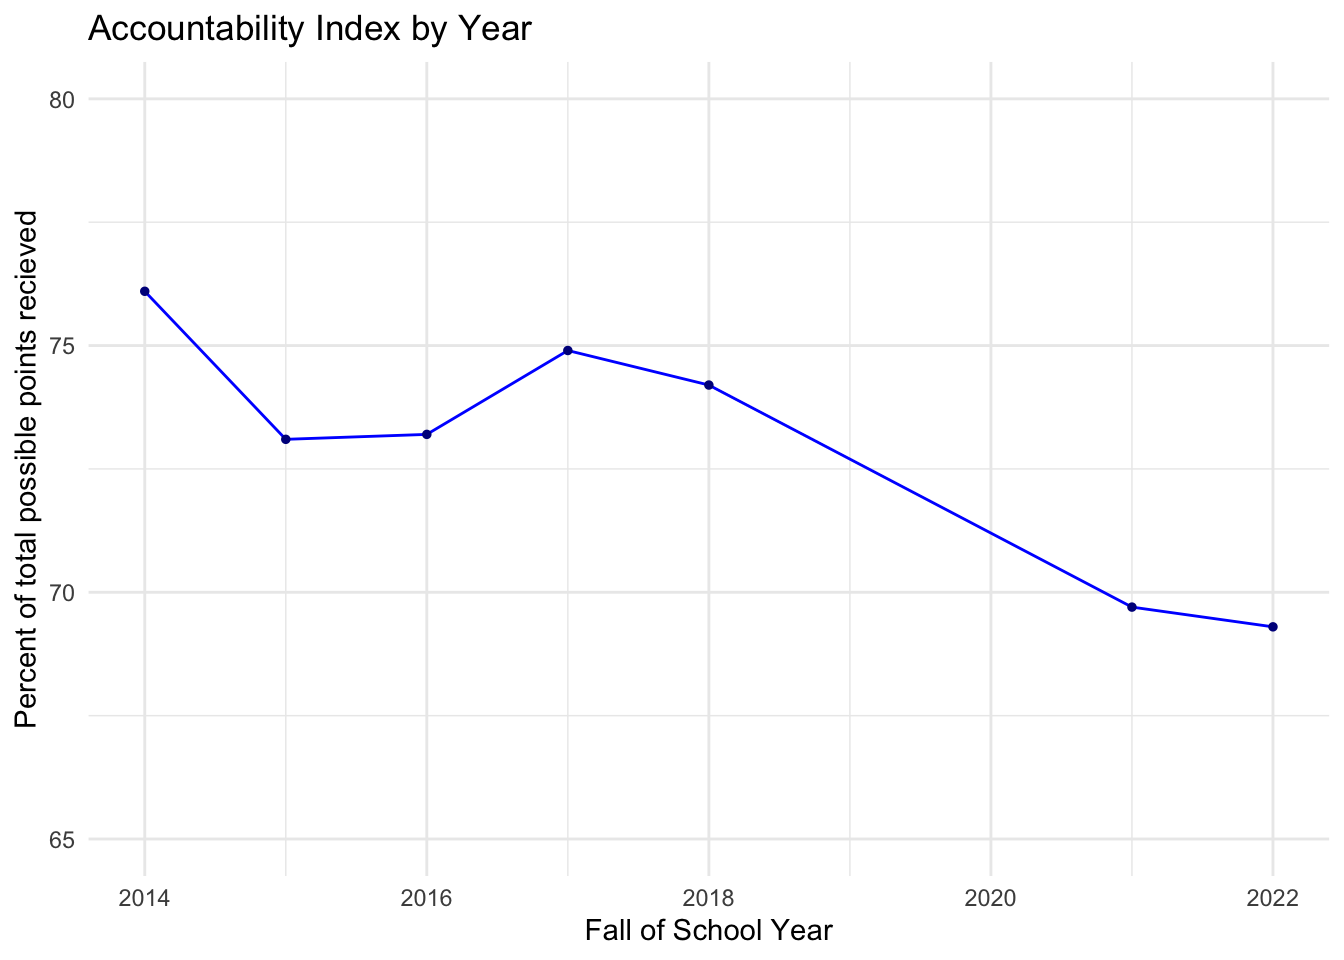 Accountability Index by Year
Percent of total possible points recieved
80
75
70
65
2014 2016 2018 2020 2022
Fall of School Year